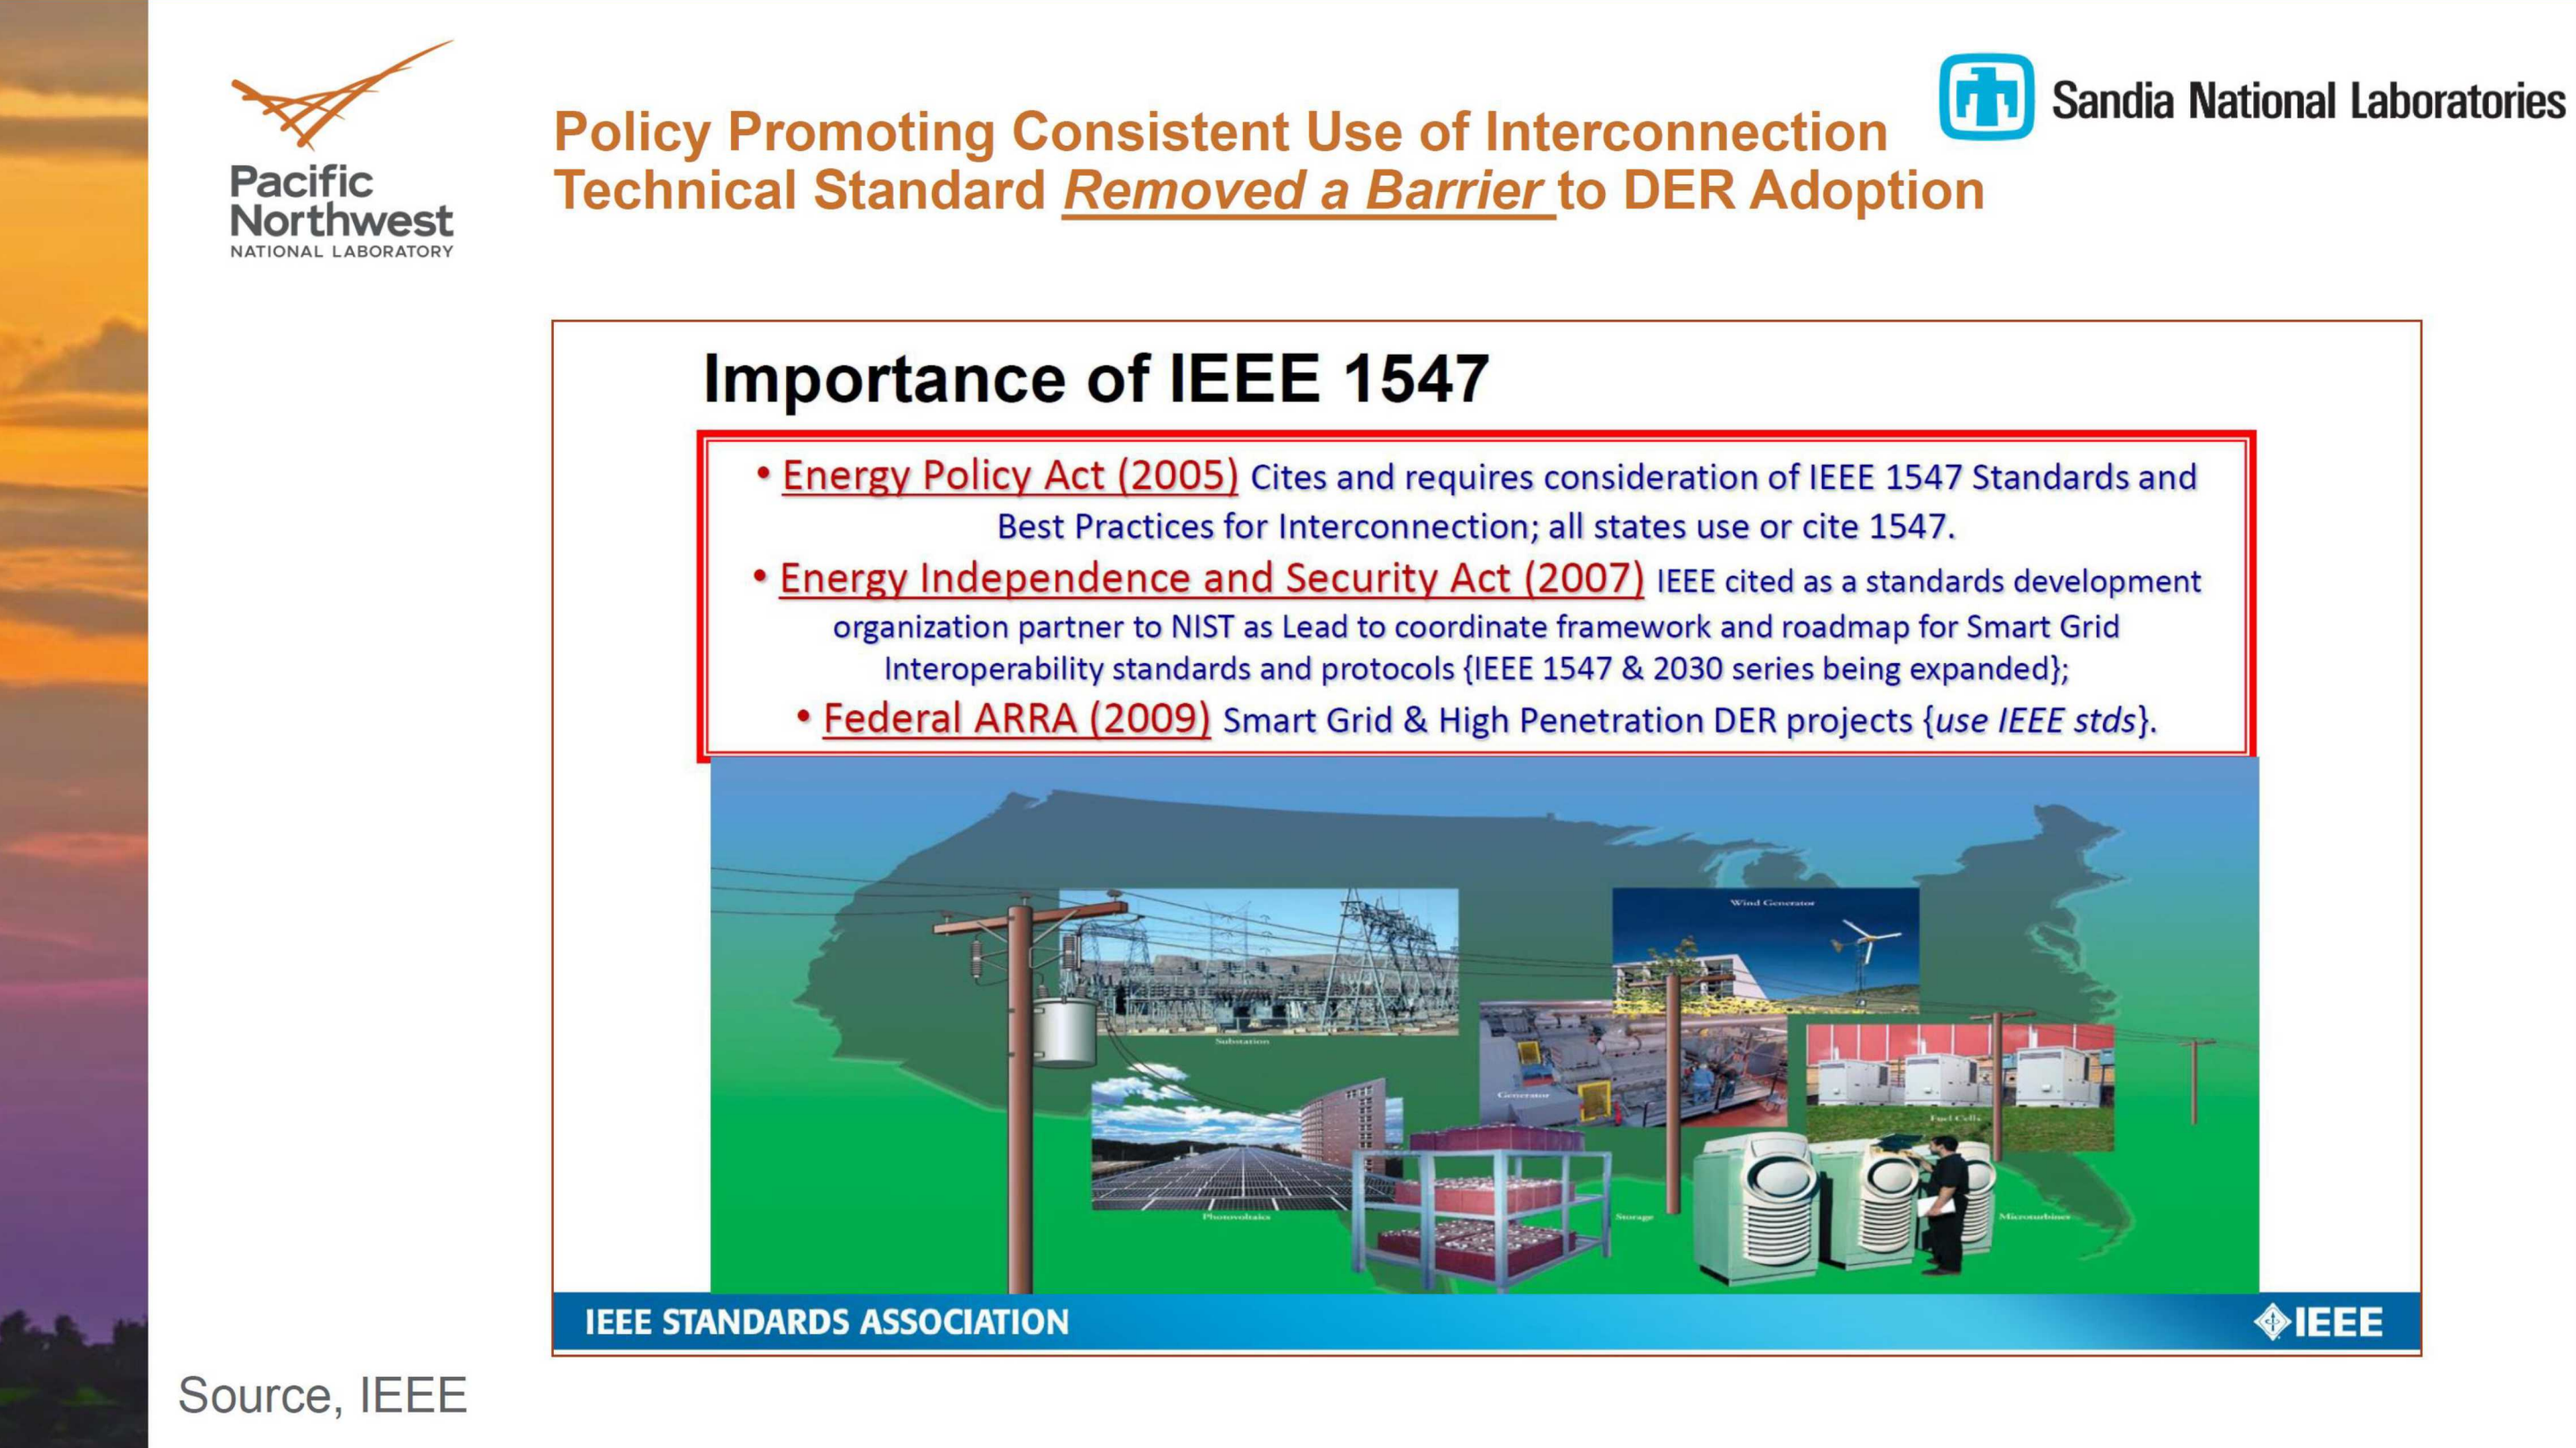 Pacific
Northwest
NATIONAL LABORATORY
Policy Promoting Consistent Use of Interconnection
Technical Standard Removed a Barrier to DER Adoption
Sandia National Laboratories
Importance of IEEE 1547
• Energy Policy Act (2005) Cites and requires consideration of IEEE 1547 Standards and
Best Practices for Interconnection; all states use or cite 1547.
• Energy Independence and Security Act (2007) IEEE cited as a standards development
organization partner to NIST as Lead to coordinate framework and roadmap for Smart Grid
Interoperability standards and protocols {IEEE 1547 & 2030 series being expanded};
• Federal ARRA (2009) Smart Grid & High Penetration DER projects {use IEEE stds}.
Wind Generator
Substation
Generator
Fuel Cells
Photovoltaics
Storage
Microturbines
IEEE STANDARDS ASSOCIATION
IEEE
Source, IEEE